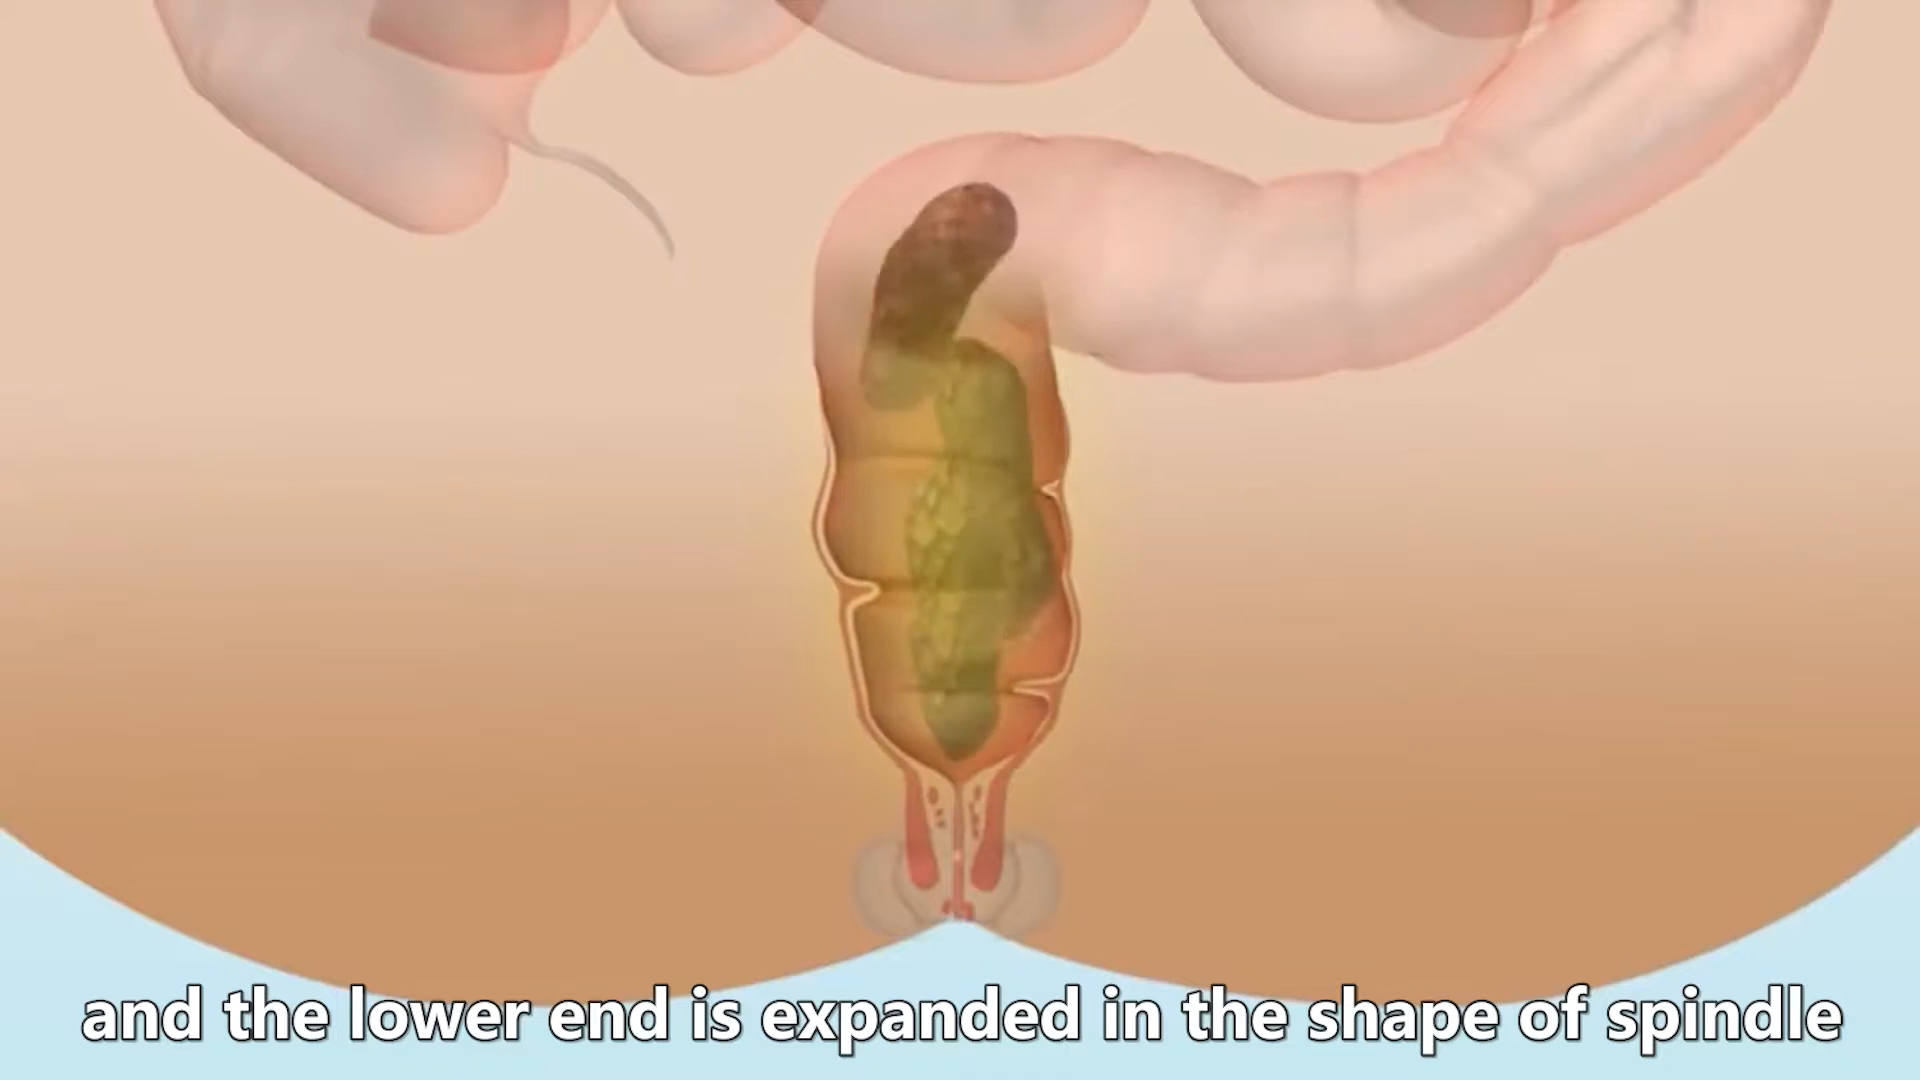 and the lower end is expanded in the shape of spindle